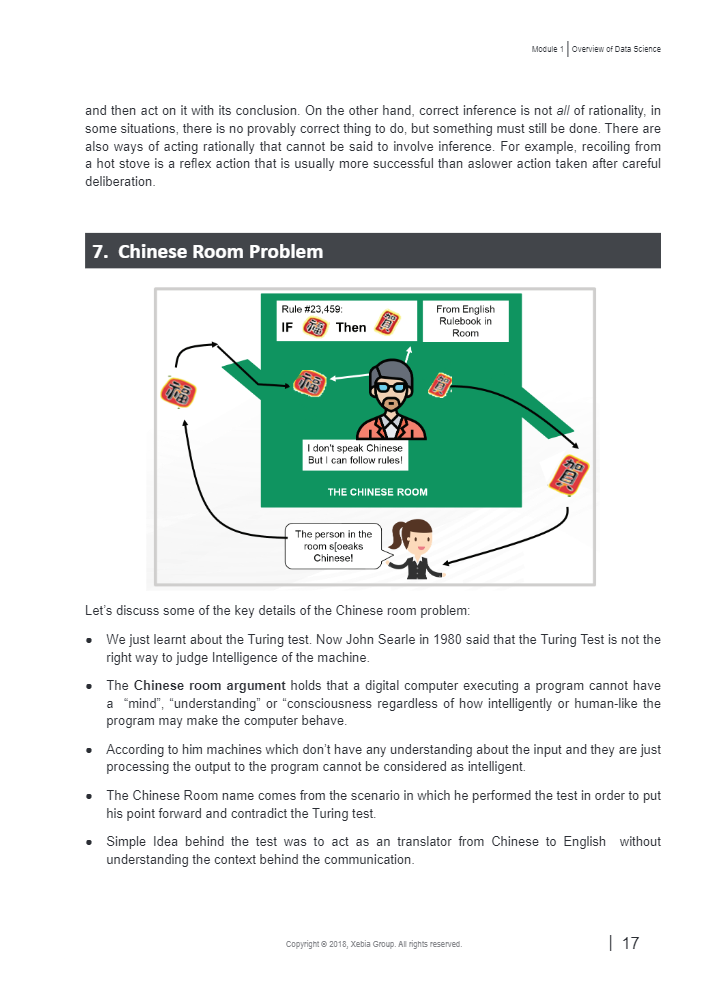 Module 1 | Overview of Data Science
and then act on it with its conclusion. On the other hand, correct inference is not all of rationality, in
some situations, there is no provably correct thing to do, but something must still be done. There are
also ways of acting rationally that cannot be said to involve inference. For example, recoiling from
a hot stove is a reflex action that is usually more successful than aslower action taken after careful
deliberation.
7. Chinese Room Problem
Rule #23,459:
IF 福 Then 賀
From English
Rulebook in
Room
福
福
賀
賀
I don't speak Chinese
But I can follow rules!
THE CHINESE ROOM
The person in the
room s[oeaks
Chinese!
Let's discuss some of the key details of the Chinese room problem:
● We just learnt about the Turing test. Now John Searle in 1980 said that the Turing Test is not the
right way to judge Intelligence of the machine.
● The Chinese room argument holds that a digital computer executing a program cannot have
a “mind”, “understanding” or “consciousness regardless of how intelligently or human-like the
program may make the computer behave.
● According to him machines which don't have any understanding about the input and they are just
processing the output to the program cannot be considered as intelligent.
● The Chinese Room name comes from the scenario in which he performed the test in order to put
his point forward and contradict the Turing test.
● Simple Idea behind the test was to act as an translator from Chinese to English without
understanding the context behind the communication.
Copyright © 2018, Xebia Group. All rights reserved.
| 17